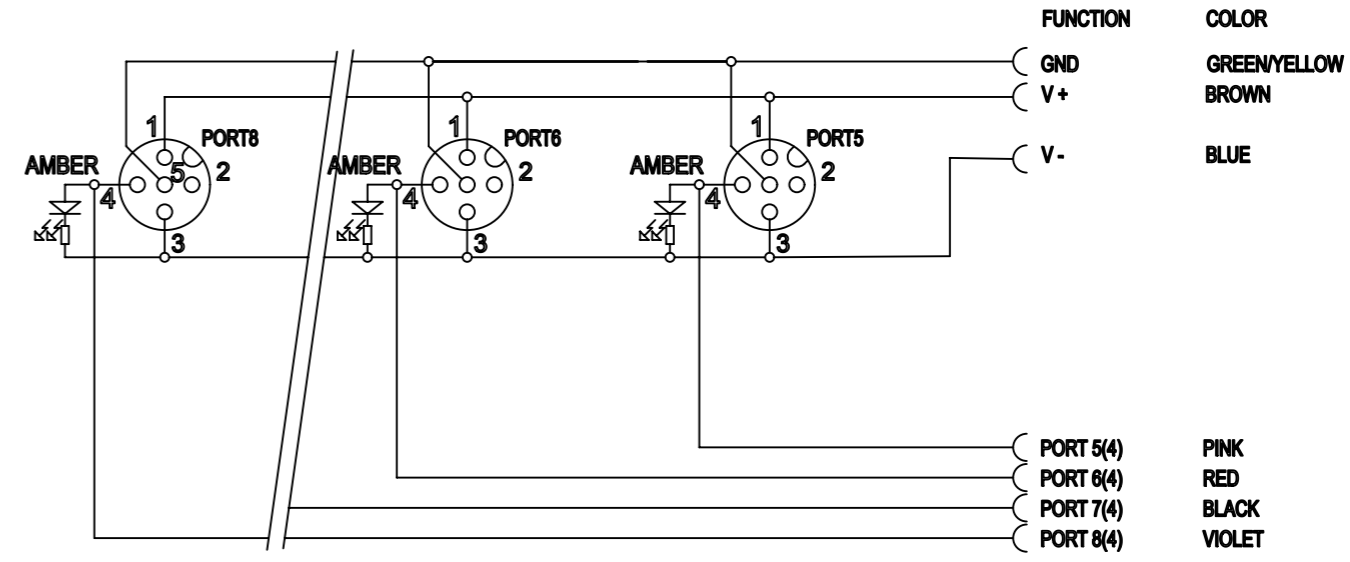 FUNCTION COLOR
GND GREEN/YELLOW
V + BROWN
1 PORT8 1 PORT6 1 PORT5
AMBER 5 2 AMBER 2 AMBER 2
V - BLUE
4 4 4
3 3 3
PORT 5(4) PINK
PORT 6(4) RED
PORT 7(4) BLACK
PORT 8(4) VIOLET